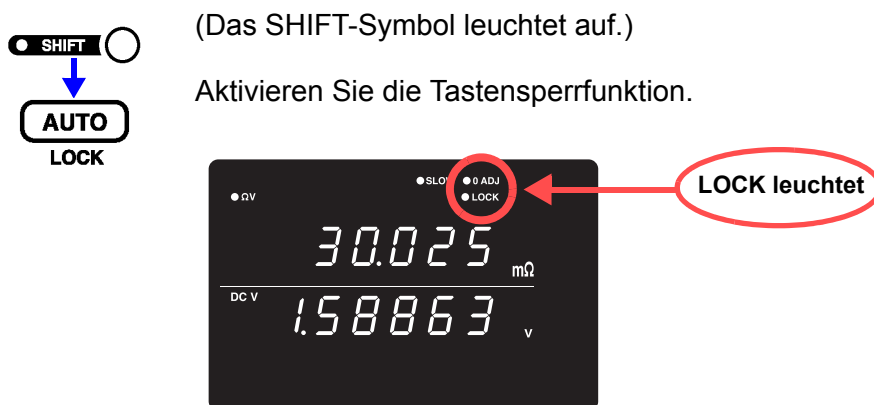 (Das SHIFT-Symbol leuchtet auf.)
SHIFT
Aktivieren Sie die Tastensperrfunktion.
AUTO
LOCK
SLOW 0 ADJ
ΩV
LOCK
LOCK leuchtet
30.025 mΩ
DC V
1.58863 V